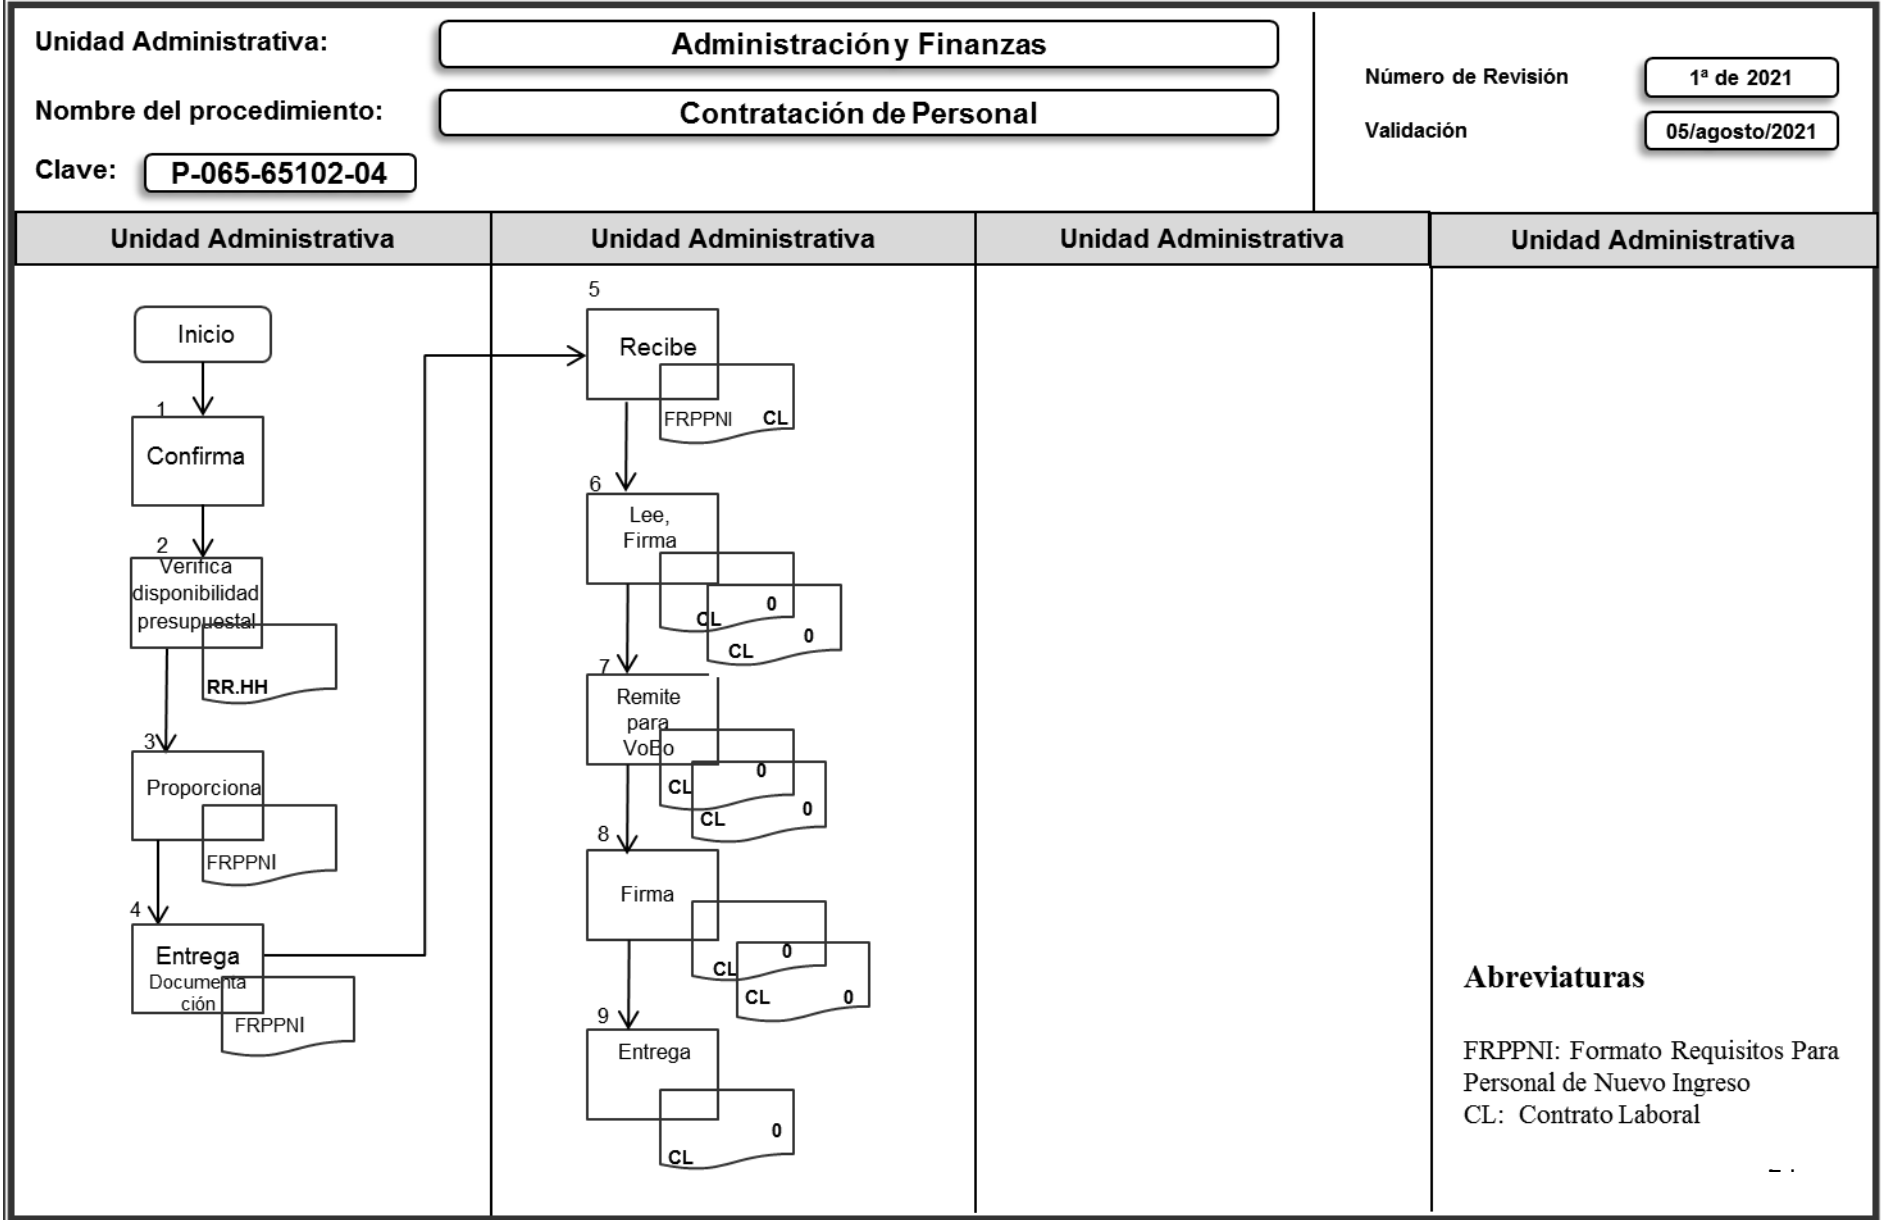 Unidad Administrativa:
Administración y Finanzas
Nombre del procedimiento:
Contratación de Personal
Clave:
P-065-65102-04
Número de Revisión
1ª de 2021
Validación
05/agosto/2021
Unidad Administrativa
Unidad Administrativa
Unidad Administrativa
Unidad Administrativa
Inicio
1
Confirma
2
Verifica
disponibilidad
presupuestal
RR.HH
3
Proporciona
FRPPNI
4
Entrega
Documenta
ción
FRPPNI
5
Recibe
FRPPNI CL
6
Lee,
Firma
0
CL
0
CL
7
Remite
para
VoBo
0
CL
0
CL
8
Firma
0
CL
CL 0
9
Entrega
0
CL
Abreviaturas
FRPPNI: Formato Requisitos Para
Personal de Nuevo Ingreso
CL: Contrato Laboral